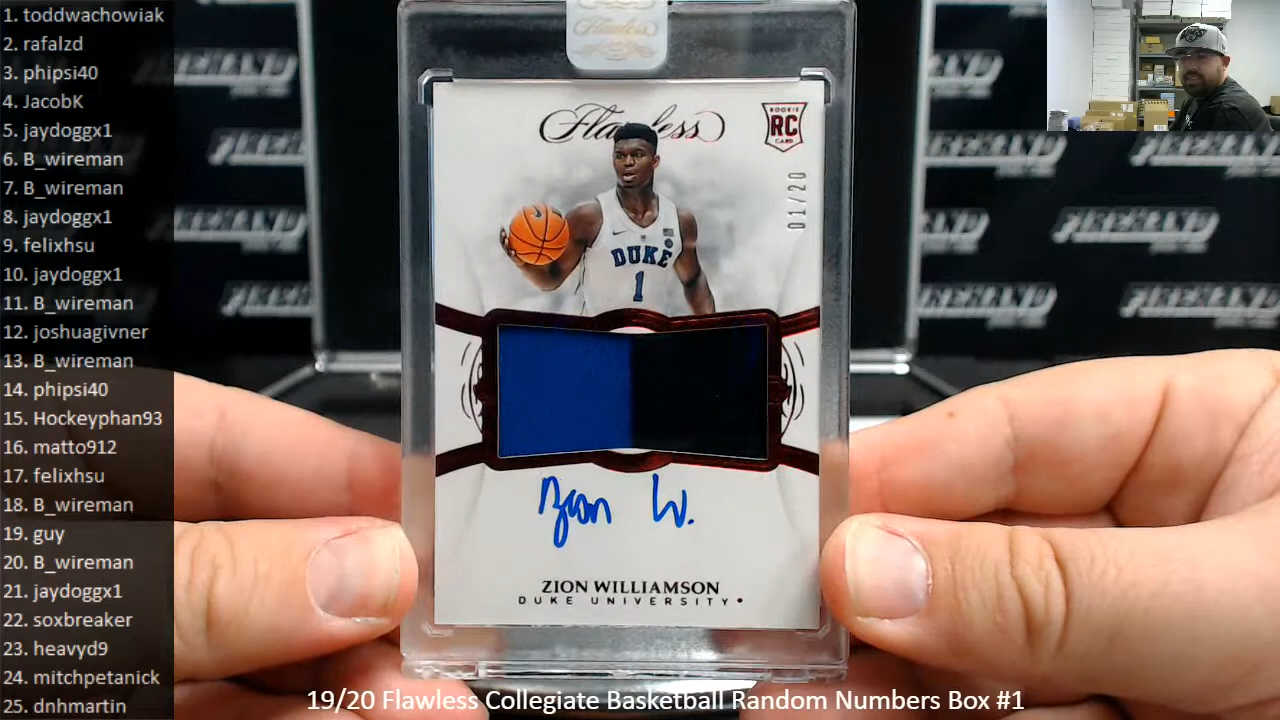 1. toddwachowiak
2. rafalzd
3. phipsi40
4. JacobK
5. jaydoggx1
6. B_wireman
7. B_wireman
8. jaydoggx1
9. felixhsu
10. jaydoggx1
11. B_wireman
12. joshuagivner
13. B_wireman
14. phipsi40
15. Hockeyphan93
16. matto912
17. felixhsu
18. B_wireman
19. guy
20. B_wireman
21. jaydoggx1
22. soxbreaker
23. heavyd9
24. mitchpetanick
25. dnhmartin
Flawless
Flawless
ROOKIE
RC
CARD
01/20
DUKE
1
Zion W.
ZION WILLIAMSON
DUKE UNIVERSITY
19/20 Flawless Collegiate Basketball Random Numbers Box #1